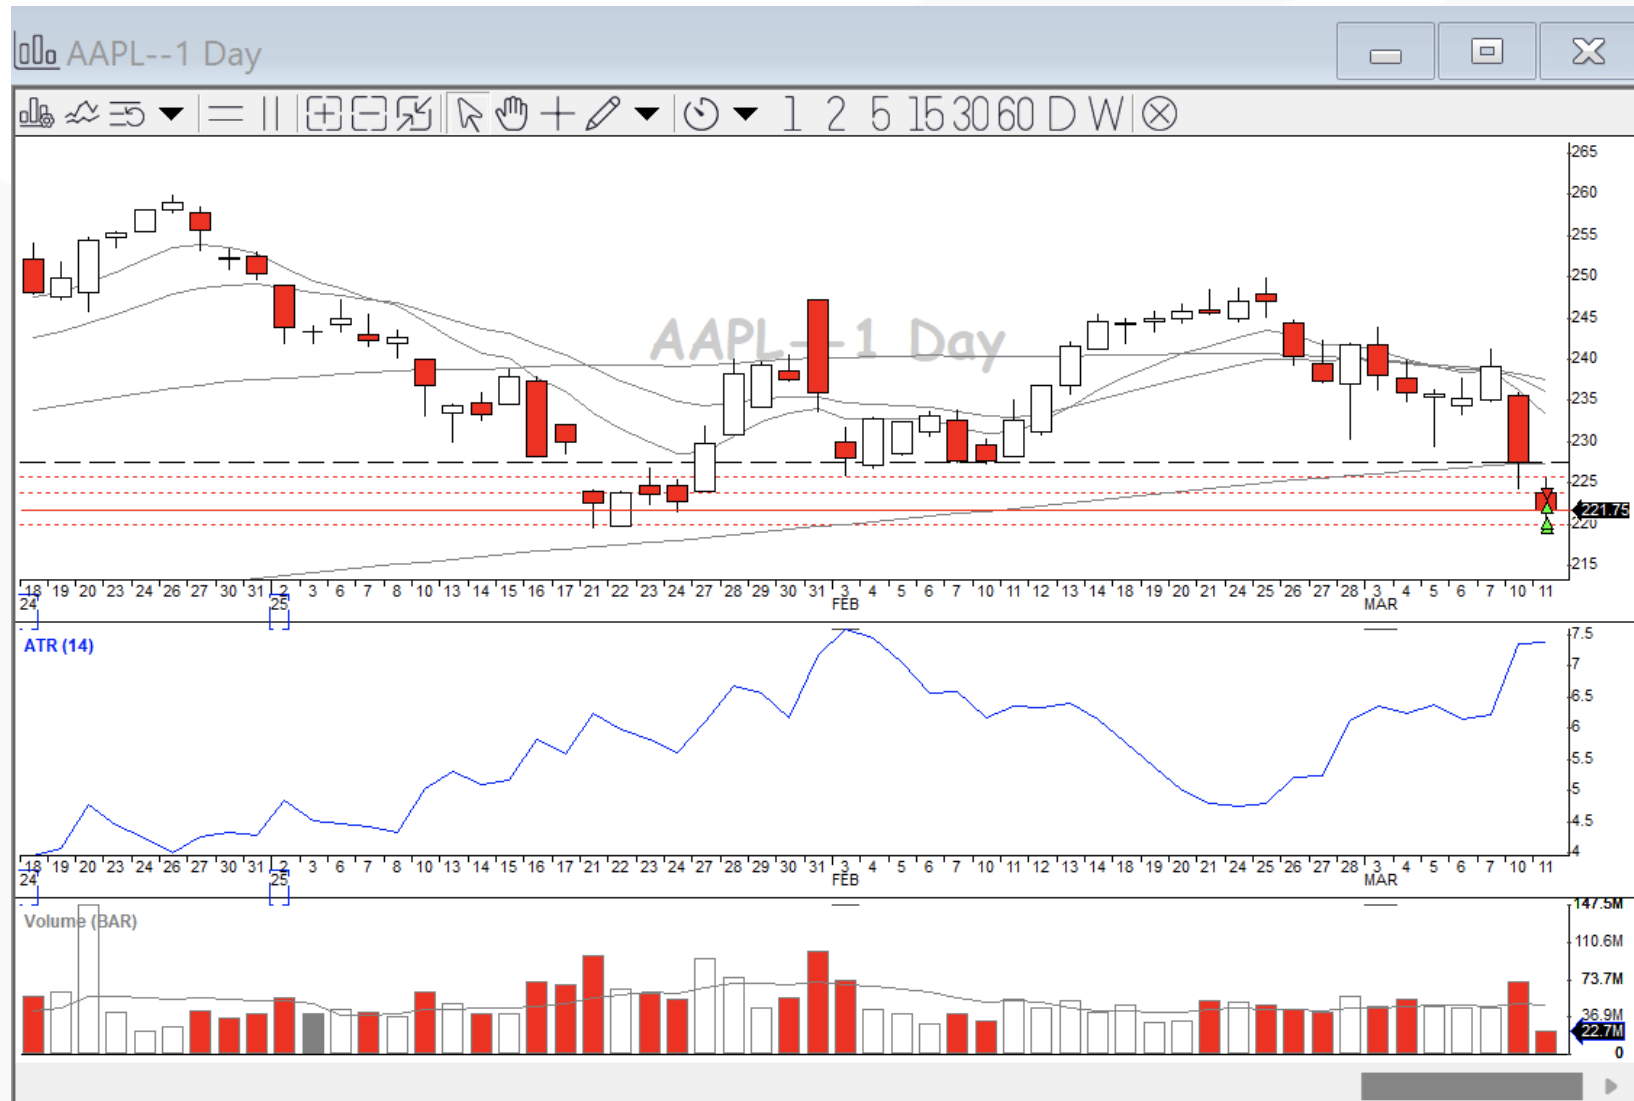 AAPL--1 Day
1 2 5 15 30 60 D W
AAPL--1 Day
265
260
255
250
245
240
235
230
225
221.75
220
215
18 19 20 23 24 26 27 30 31 2 3 6 7 8 10 13 14 15 16 17 21 22 23 24 27 28 29 30 31 3 4 5 6 7 10 11 12 13 14 18 19 20 21 24 25 26 27 28 3 4 5 6 7 10 11
24 25 FEB MAR
ATR (14)
7.5
7
6.5
6
5.5
5
4.5
4
18 19 20 23 24 26 27 30 31 2 3 6 7 8 10 13 14 15 16 17 21 22 23 24 27 28 29 30 31 3 4 5 6 7 10 11 12 13 14 18 19 20 21 24 25 26 27 28 3 4 5 6 7 10 11
24 25 FEB MAR
Volume (BAR)
147.5M
110.6M
73.7M
36.9M
22.7M
0